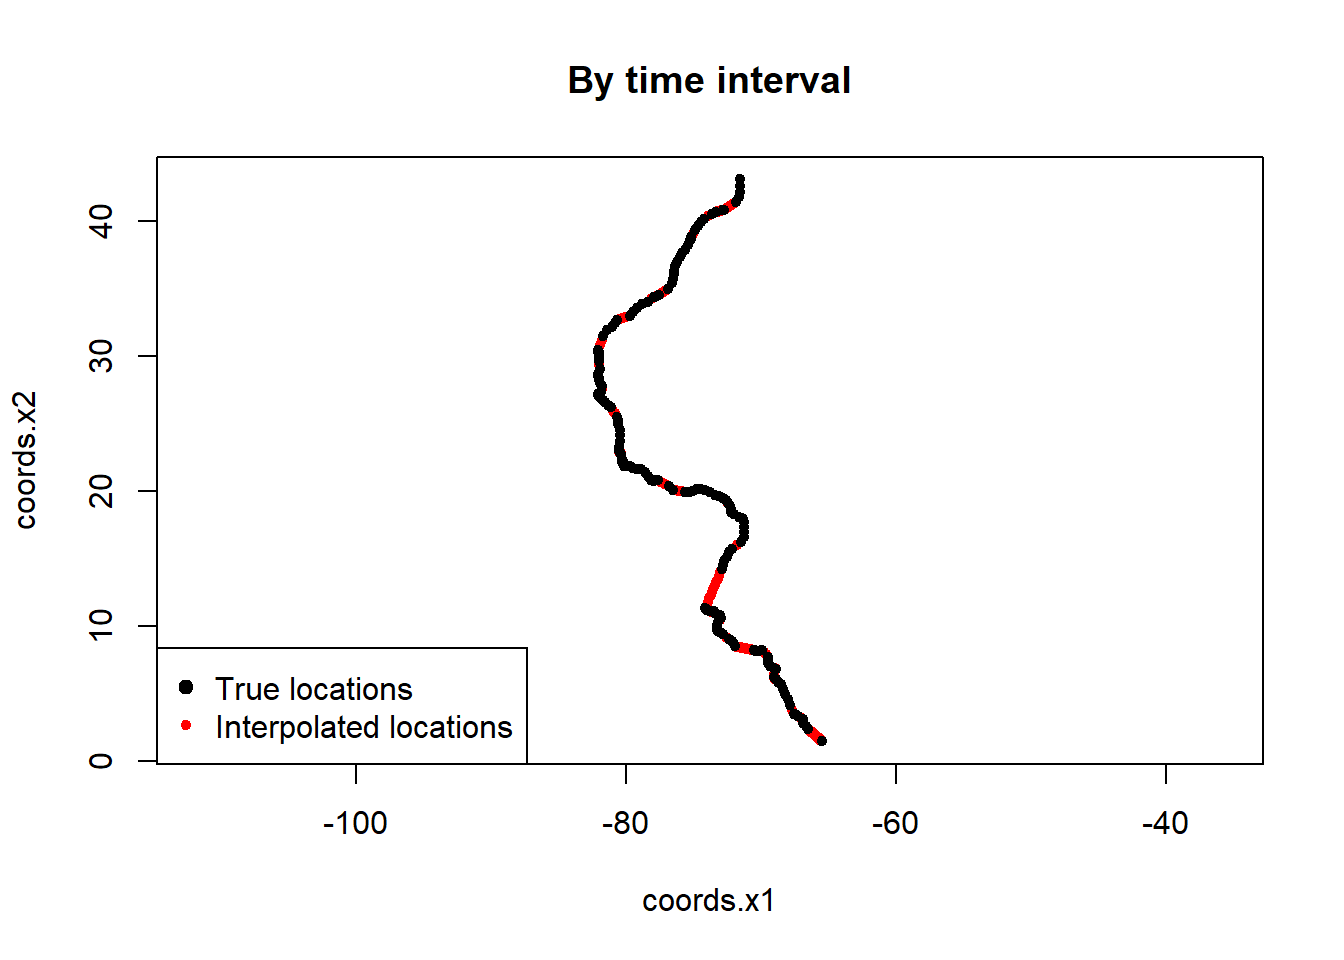 By time interval
coords.x2
40
30
20
10
0
True locations
Interpolated locations
-100
-80
-60
-40
coords.x1